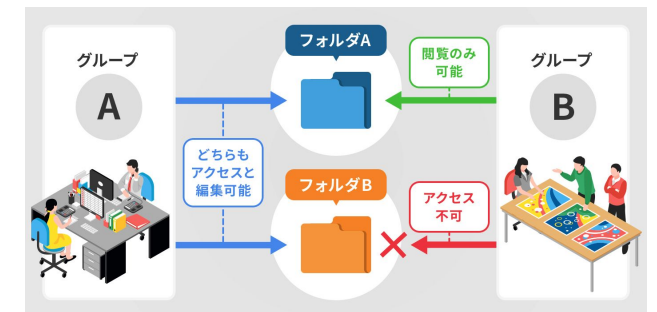 グループ
A
フォルダA
閲覧のみ
可能
グループ
B
どちらも
アクセスと
編集可能
フォルダB
アクセス
不可